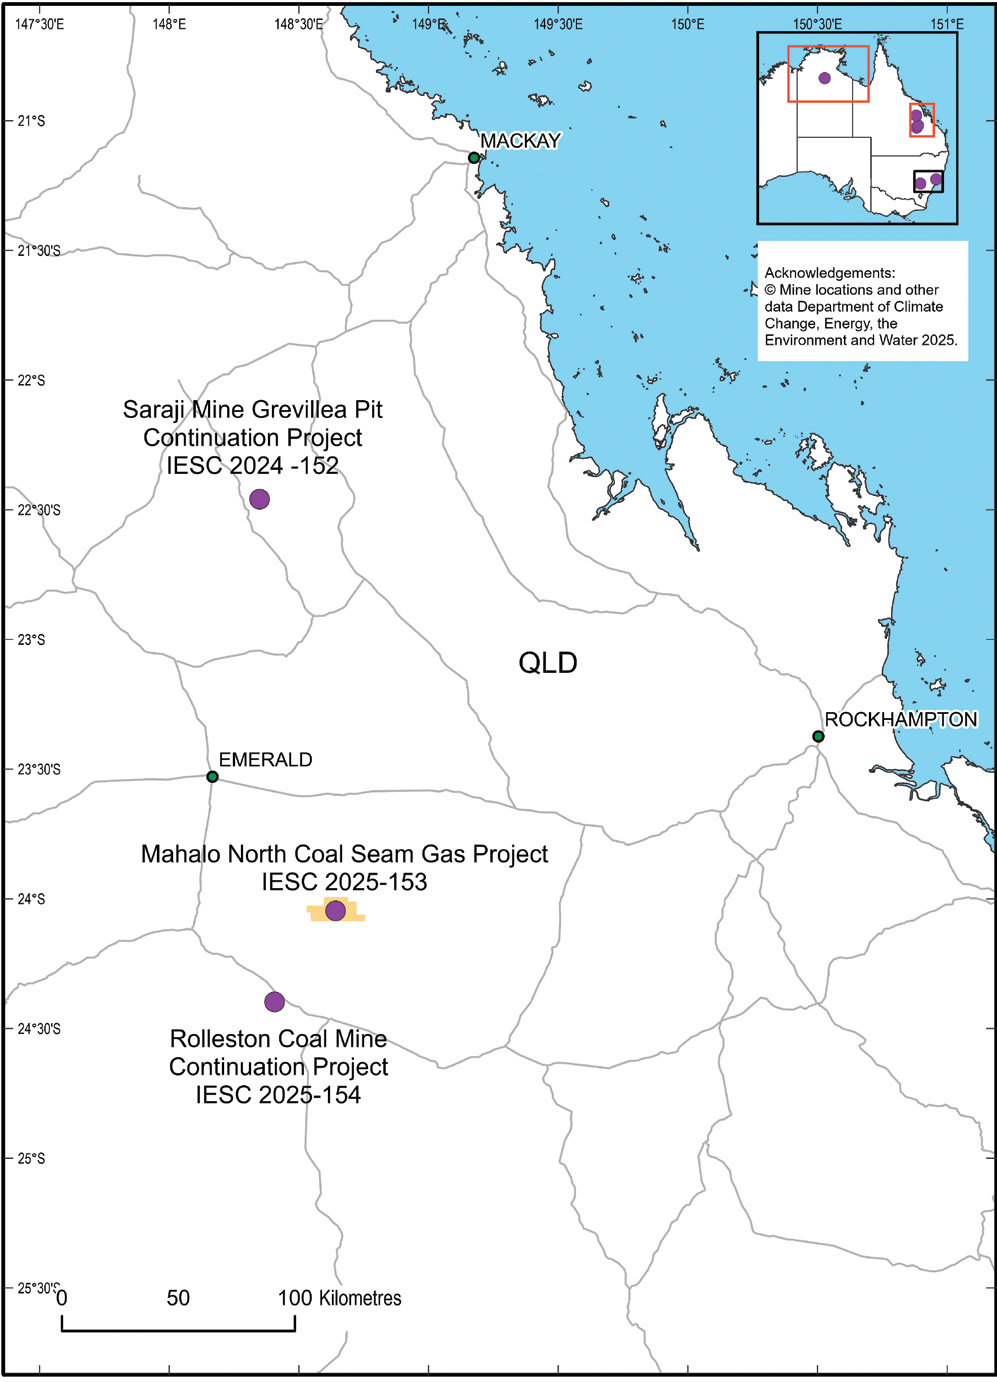 147°30'E
148°E
148°30'E
149°E
149°30'E
150°E
150°30'E
151°E
21°S
MACKAY
Acknowledgements:
© Mine locations and other
data Department of Climate
Change, Energy, the
Environment and Water 2025.
21°30'S
22°S
Saraji Mine Grevillea Pit
Continuation Project
IESC 2024 -152
22°30'S
23°S
QLD
ROCKHAMPTON
EMERALD
23°30'S
Mahalo North Coal Seam Gas Project
IESC 2025-153
24°S
24°30'S
Rolleston Coal Mine
Continuation Project
IESC 2025-154
25°S
25°30'S
0 50 100 Kilometres